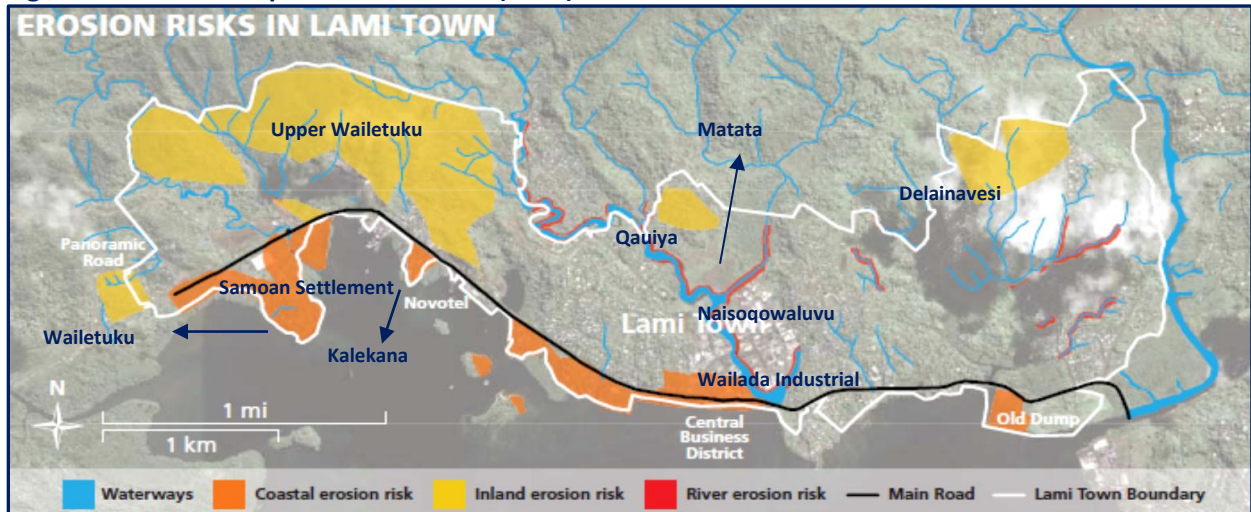 EROSION RISKS IN LAMI TOWN
Upper Wailetuku
Matata
Delainavesi
Qauiya
Panoramic
Road
Samoan Settlement
Novotel
Naisoqowaluvu
Lami Town
Wailetuku
Kalekana
Wailada Industrial
N
1 mi
1 km
Central
Business
District
Old Dump
Waterways
Coastal erosion risk
Inland erosion risk
River erosion risk
Main Road
Lami Town Boundary